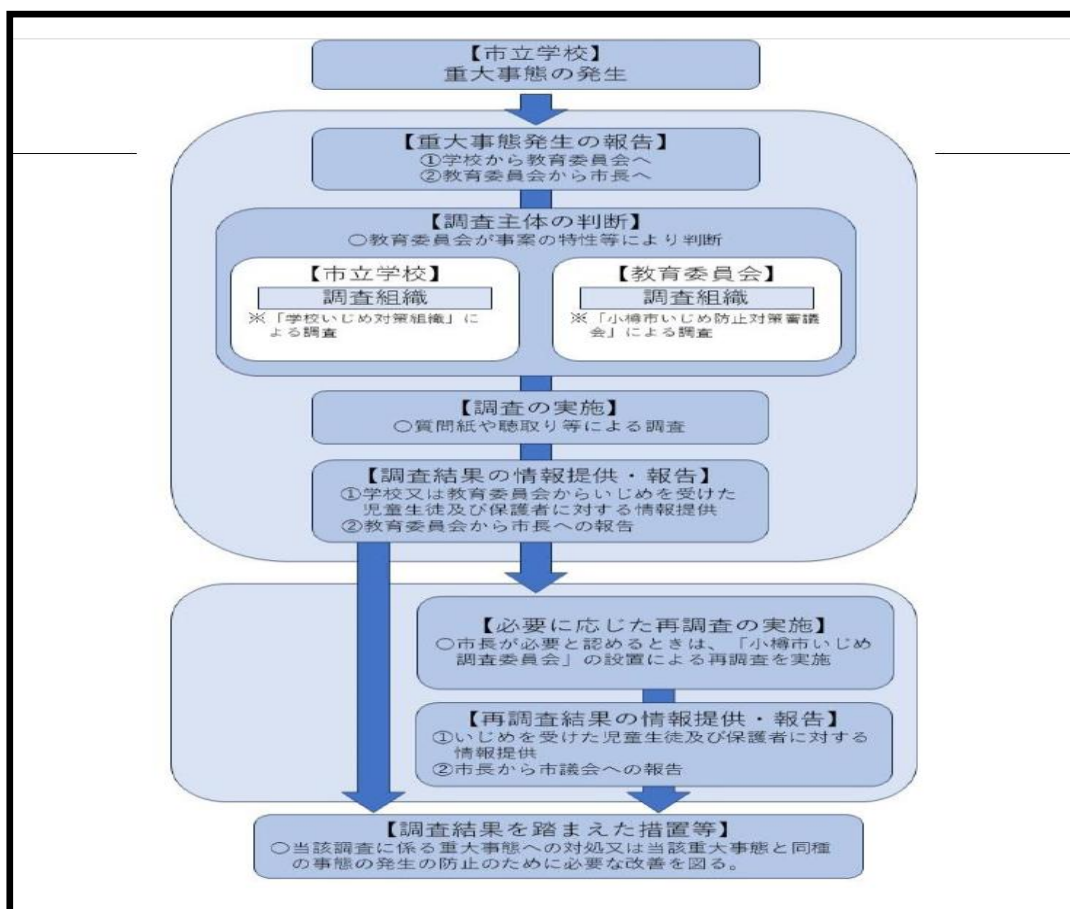 【市立学校】
重大事態の発生
【重大事態発生の報告】
①学校から教育委員会へ
②教育委員会から市長へ
【調査主体の判断】
○教育委員会が事案の特性等により判断
【市立学校】
調査組織
※「学校いじめ対策組織」に
よる調査
【教育委員会】
調査組織
※「小樽市いじめ防止対策審議
会」による調査
【調査の実施】
○質問紙や聴取り等による調査
【調査結果の情報提供・報告】
①学校又は教育委員会からいじめを受けた
児童生徒及び保護者に対する情報提供
②教育委員会から市長への報告
【必要に応じた再調査の実施】
○市長が必要と認めるときは、「小樽市いじめ
調査委員会」の設置による再調査を実施
【再調査結果の情報提供・報告】
①いじめを受けた児童生徒及び保護者に対する
情報提供
②市長から市議会への報告
【調査結果を踏まえた措置等】
○当該調査に係る重大事態への対処又は当該重大事態と同種
の事態の発生の防止のために必要な改善を図る。